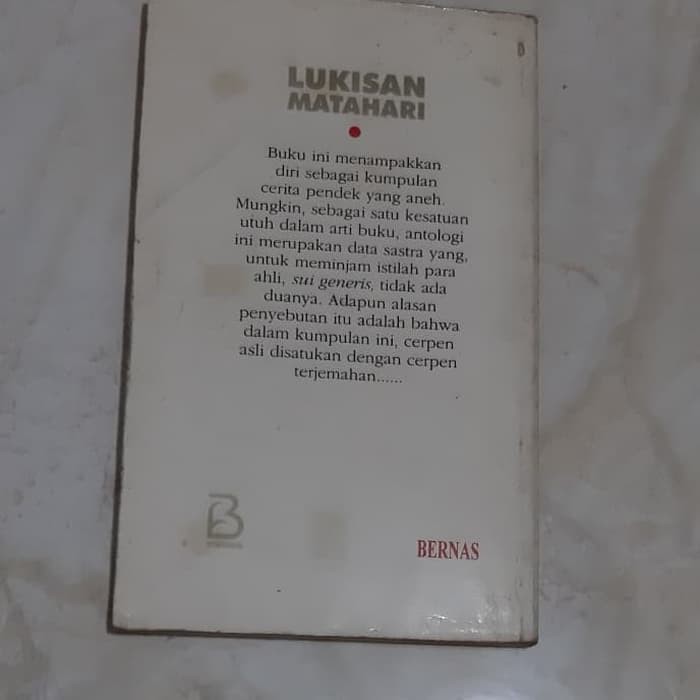 LUKISAN
MATAHARI
Buku ini menampakkan
diri sebagai kumpulan
cerita pendek yang aneh.
Mungkin, sebagai satu kesatuan
utuh dalam arti buku, antologi
ini merupakan data sastra yang,
untuk meminjam istilah para
ahli, sui generis, tidak ada
duanya. Adapun alasan
penyebutan itu adalah bahwa
dalam kumpulan ini, cerpen
asli disatukan dengan cerpen
terjemahan......
BERNAS